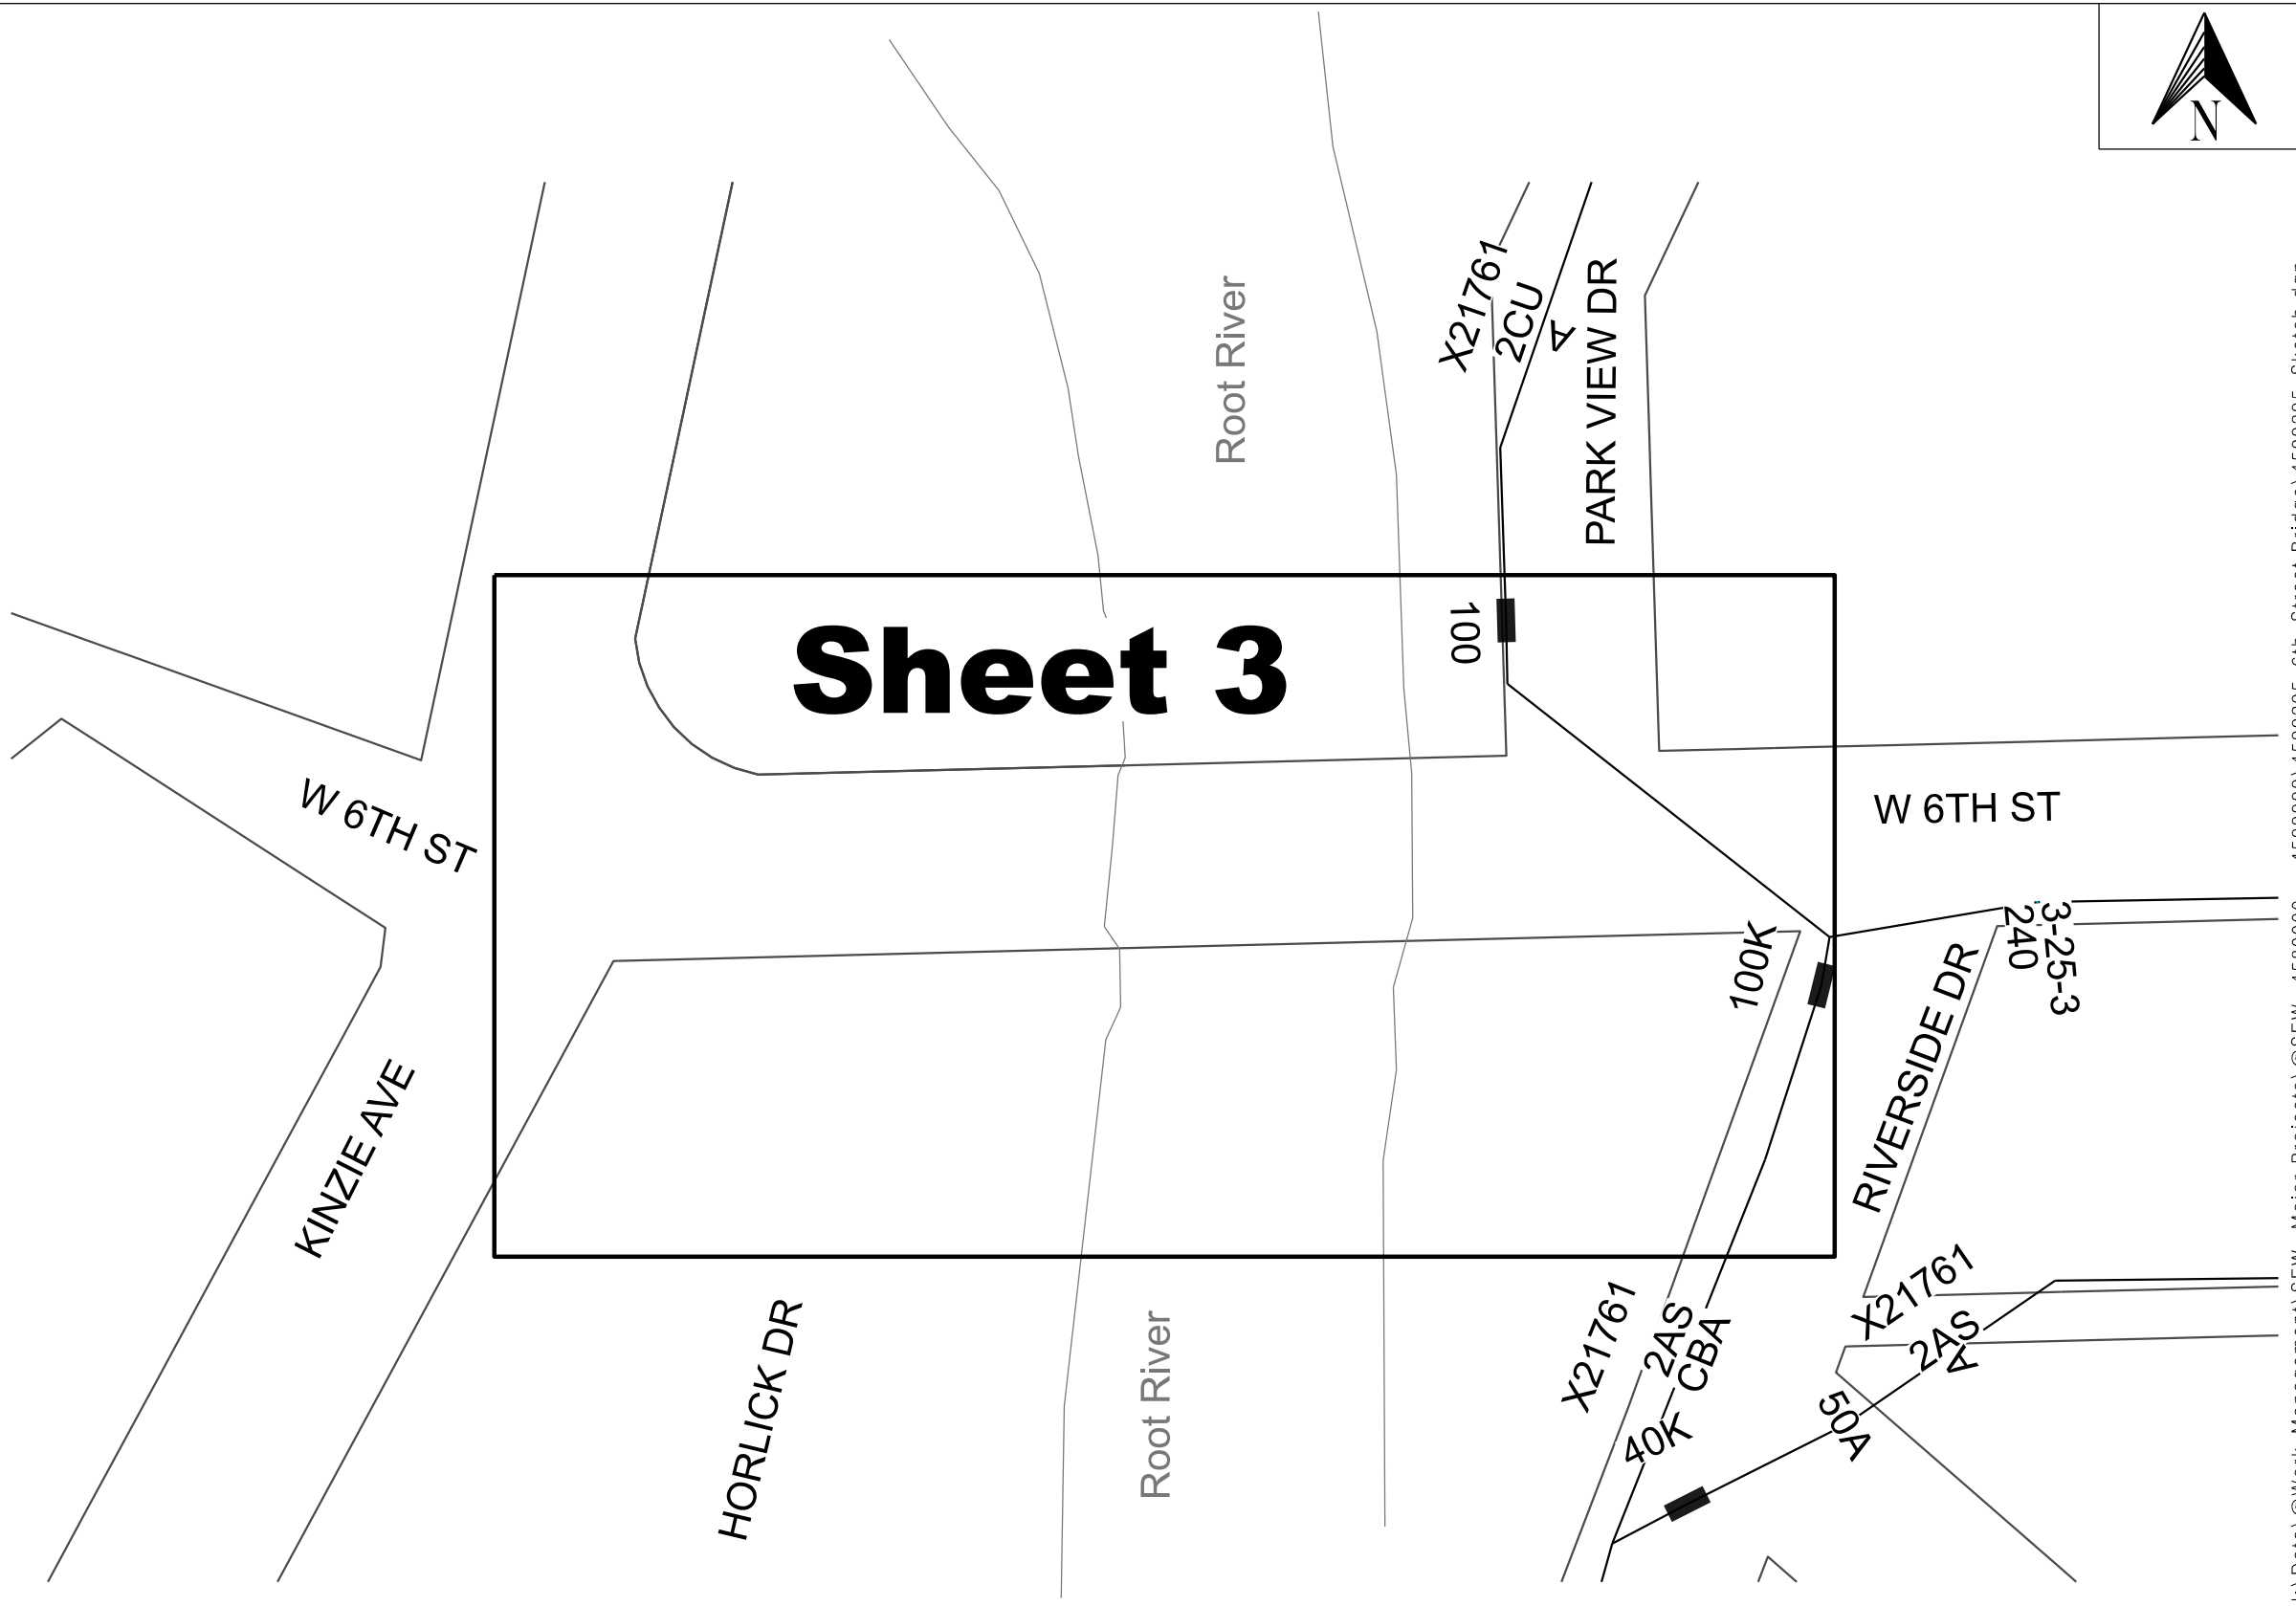 N
Root River
X21761
2CU
A
PARK VIEW DR
Sheet 3
100
W 6TH ST
W 6TH ST
100K
240
3-25-3
RIVERSIDE DR
KINZIE AVE
HORLICK DR
Root River
X21761
2AS
CBA
40K
X21761
2AS
A
50A